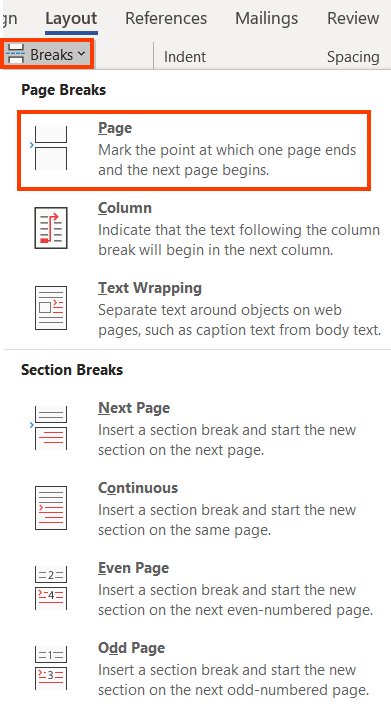 gn Layout References Mailings Review
Breaks Indent Spacing
Page Breaks
Page
Mark the point at which one page ends
and the next page begins.
Column
Indicate that the text following the column
break will begin in the next column.
Text Wrapping
Separate text around objects on web
pages, such as caption text from body text.
Section Breaks
Next Page
Insert a section break and start the new
section on the next page.
Continuous
Insert a section break and start the new
section on the same page.
Even Page
Insert a section break and start the new
section on the next even-numbered page.
Odd Page
Insert a section break and start the new
section on the next odd-numbered page.
2
4
1
3